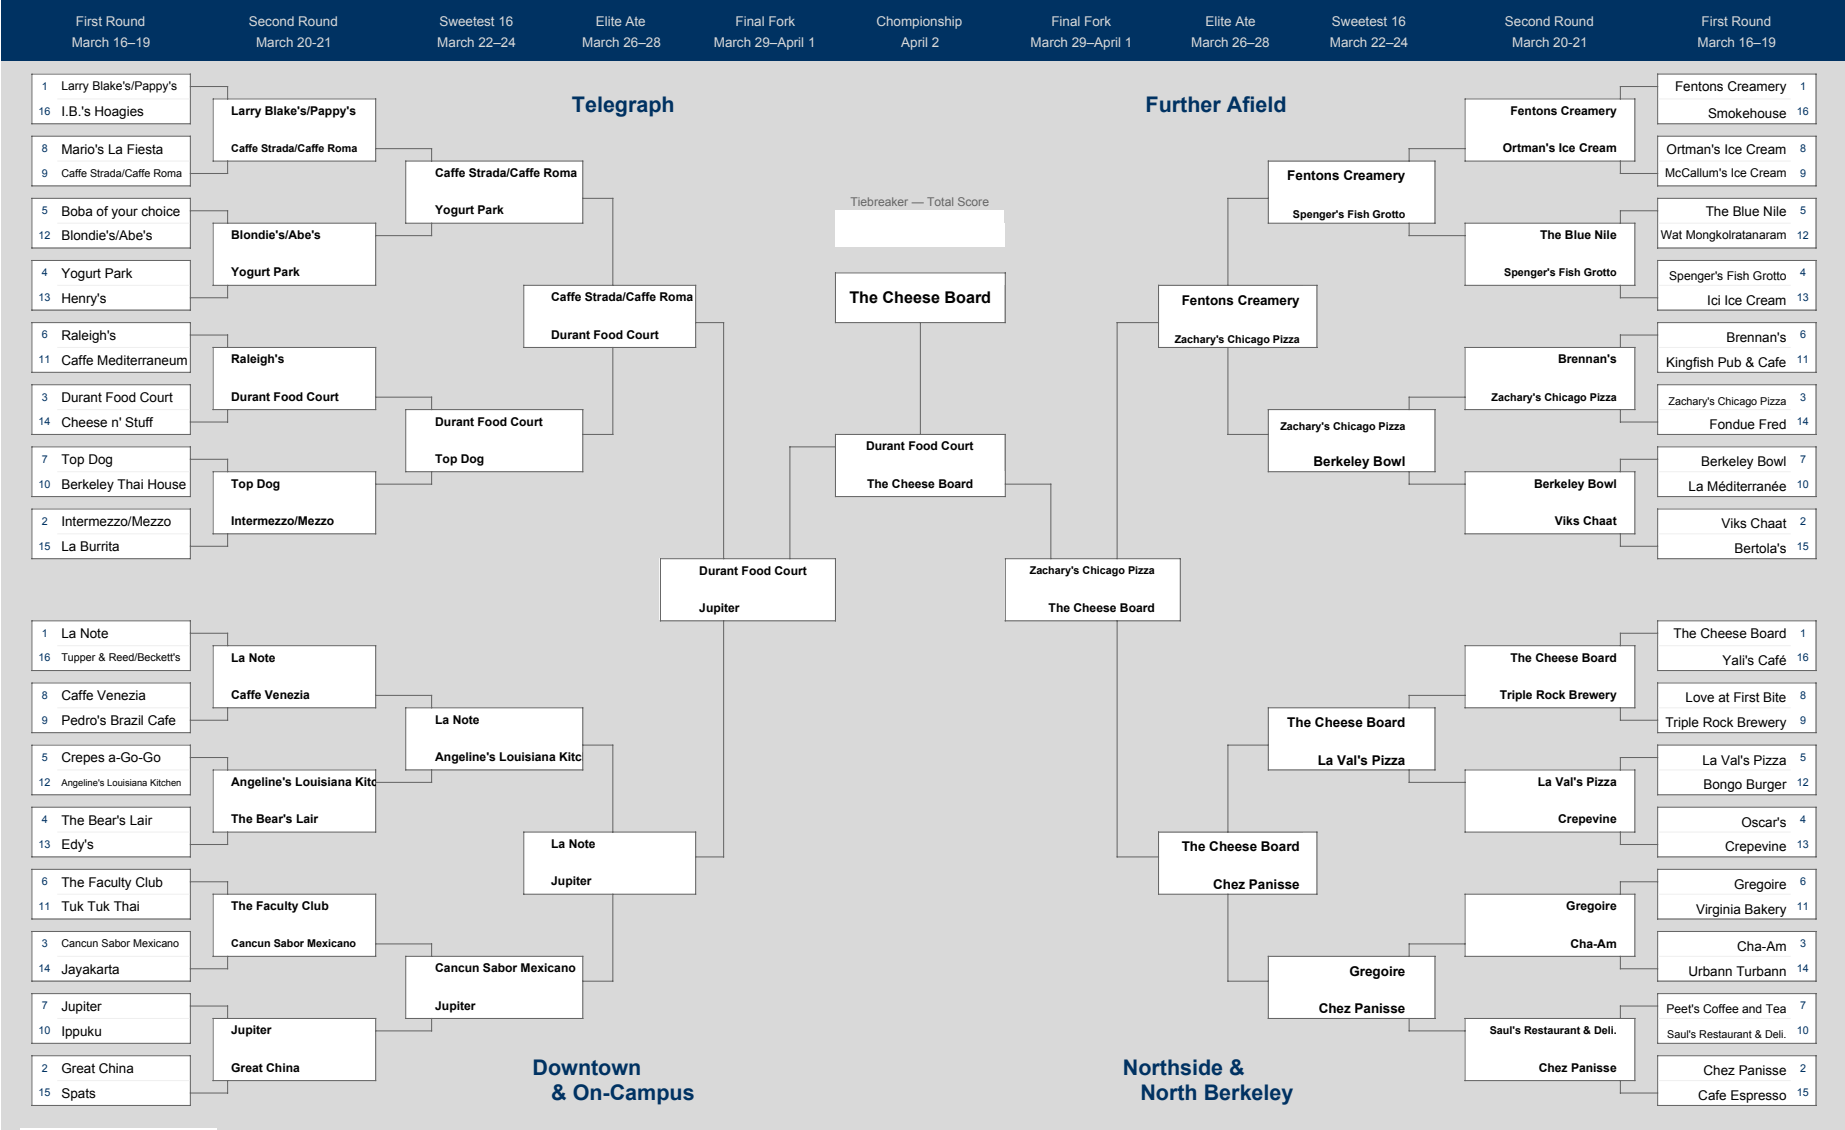 First Round
March 16–19
Second Round
March 20-21
Sweetest 16
March 22–24
Elite Ate
March 26–28
Final Fork
March 29–April 1
Chompionship
April 2
Final Fork
March 29–April 1
Elite Ate
March 26–28
Sweetest 16
March 22–24
Second Round
March 20-21
First Round
March 16–19
Telegraph
1 Larry Blake's/Pappy's
16 I.B.'s Hoagies
8 Mario's La Fiesta
9 Caffe Strada/Caffe Roma
5 Boba of your choice
12 Blondie's/Abe's
4 Yogurt Park
13 Henry's
6 Raleigh's
11 Caffe Mediterraneum
3 Durant Food Court
14 Cheese n' Stuff
7 Top Dog
10 Berkeley Thai House
2 Intermezzo/Mezzo
15 La Burrita
Larry Blake's/Pappy's
Caffe Strada/Caffe Roma
Blondie's/Abe's
Yogurt Park
Raleigh's
Durant Food Court
Top Dog
Intermezzo/Mezzo
Caffe Strada/Caffe Roma
Yogurt Park
Durant Food Court
Top Dog
Caffe Strada/Caffe Roma
Durant Food Court
1 La Note
16 Tupper & Reed/Beckett's
8 Caffe Venezia
9 Pedro's Brazil Cafe
5 Crepes a-Go-Go
12 Angeline's Louisiana Kitchen
4 The Bear's Lair
13 Edy's
6 The Faculty Club
11 Tuk Tuk Thai
3 Cancun Sabor Mexicano
14 Jayakarta
7 Jupiter
10 Ippuku
2 Great China
15 Spats
La Note
Caffe Venezia
Angeline's Louisiana Kitc
The Bear's Lair
The Faculty Club
Cancun Sabor Mexicano
Jupiter
Great China
La Note
Angeline's Louisiana Kitc
Cancun Sabor Mexicano
Jupiter
La Note
Jupiter
Downtown
& On-Campus
Durant Food Court
Jupiter
Tiebreaker — Total Score
The Cheese Board
Durant Food Court
The Cheese Board
Zachary's Chicago Pizza
The Cheese Board
Further Afield
Fentons Creamery
Zachary's Chicago Pizza
Fentons Creamery
Spenger's Fish Grotto
Zachary's Chicago Pizza
Berkeley Bowl
Fentons Creamery
Ortman's Ice Cream
The Blue Nile
Spenger's Fish Grotto
Brennan's
Zachary's Chicago Pizza
Berkeley Bowl
Viks Chaat
Fentons Creamery 1
Smokehouse 16
Ortman's Ice Cream 8
McCallum's Ice Cream 9
The Blue Nile 5
Wat Mongkolratanaram 12
Spenger's Fish Grotto 4
Ici Ice Cream 13
Brennan's 6
Kingfish Pub & Cafe 11
Zachary's Chicago Pizza 3
Fondue Fred 14
Berkeley Bowl 7
La Méditerranée 10
Viks Chaat 2
Bertola's 15
The Cheese Board
Chez Panisse
The Cheese Board
La Val's Pizza
Gregoire
Chez Panisse
The Cheese Board
Triple Rock Brewery
La Val's Pizza
Crepevine
Gregoire
Cha-Am
Saul's Restaurant & Deli.
Chez Panisse
The Cheese Board 1
Yali's Café 16
Love at First Bite 8
Triple Rock Brewery 9
La Val's Pizza 5
Bongo Burger 12
Oscar's 4
Crepevine 13
Gregoire 6
Virginia Bakery 11
Cha-Am 3
Urbann Turbann 14
Peet's Coffee and Tea 7
Saul's Restaurant & Deli. 10
Chez Panisse 2
Cafe Espresso 15
Northside &
North Berkeley